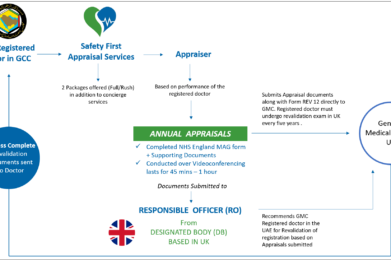 Registered
or in GCC
Safety First
Appraisal Services
Appraiser
2 Packages offered (Full/Rush)
in addition to concierge
services
Based on performance of the
registered doctor
Submits Appraisal documents
along with Form REV 12 directly to
GMC. Registered doctor must
undergo revalidation exam in UK
every five years .
ANNUAL APPRAISALS
✓ Completed NHS England MAG form
+ Supporting Documents
✓ Conducted over Videoconferencing
lasts for 45 mins – 1 hour
Gen
Medical
U
ss Complete
validation
uments sent
o Doctor
Documents Submitted to
RESPONSIBLE OFFICER (RO)
From
DESIGNATED BODY (DB)
BASED IN UK
Recommends GMC
Registered doctor in the
UAE for Revalidation of
registration based on
Appraisals submitted